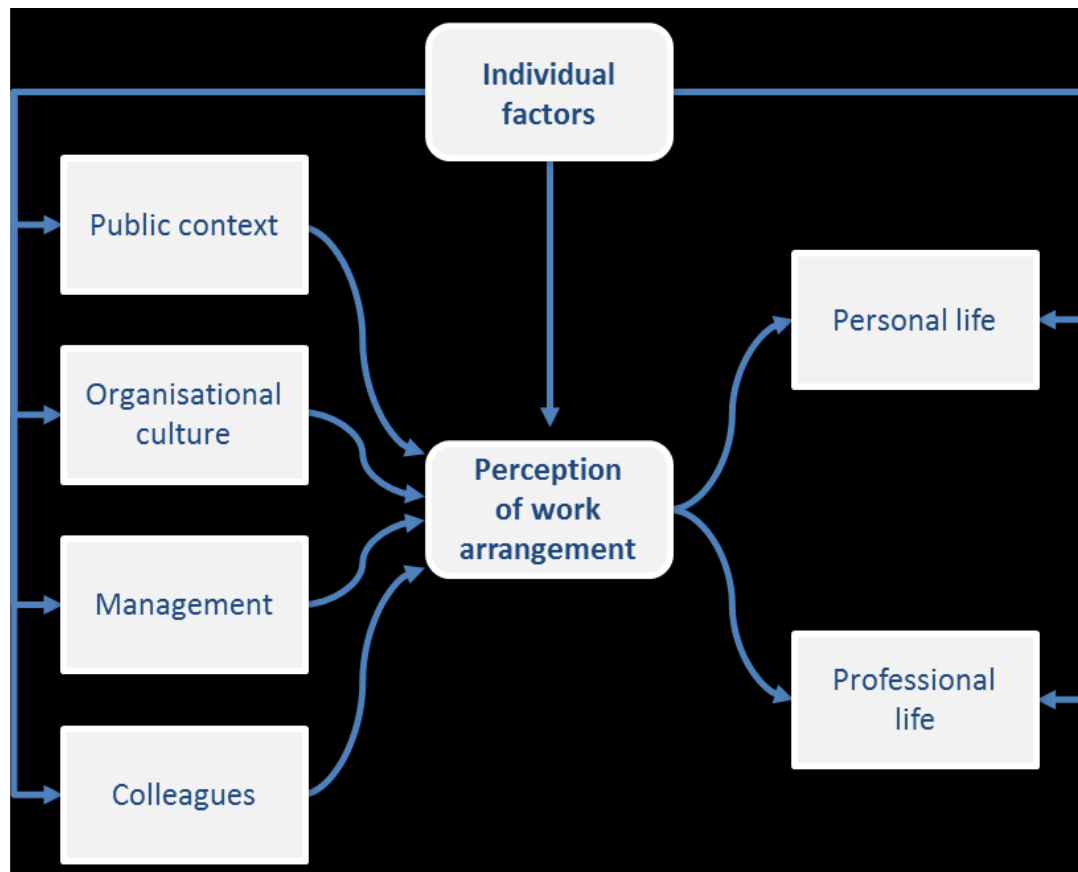 Individual
factors
Public context
Organisational
culture
Management
Colleagues
Perception
of work
arrangement
Personal life
Professional
life